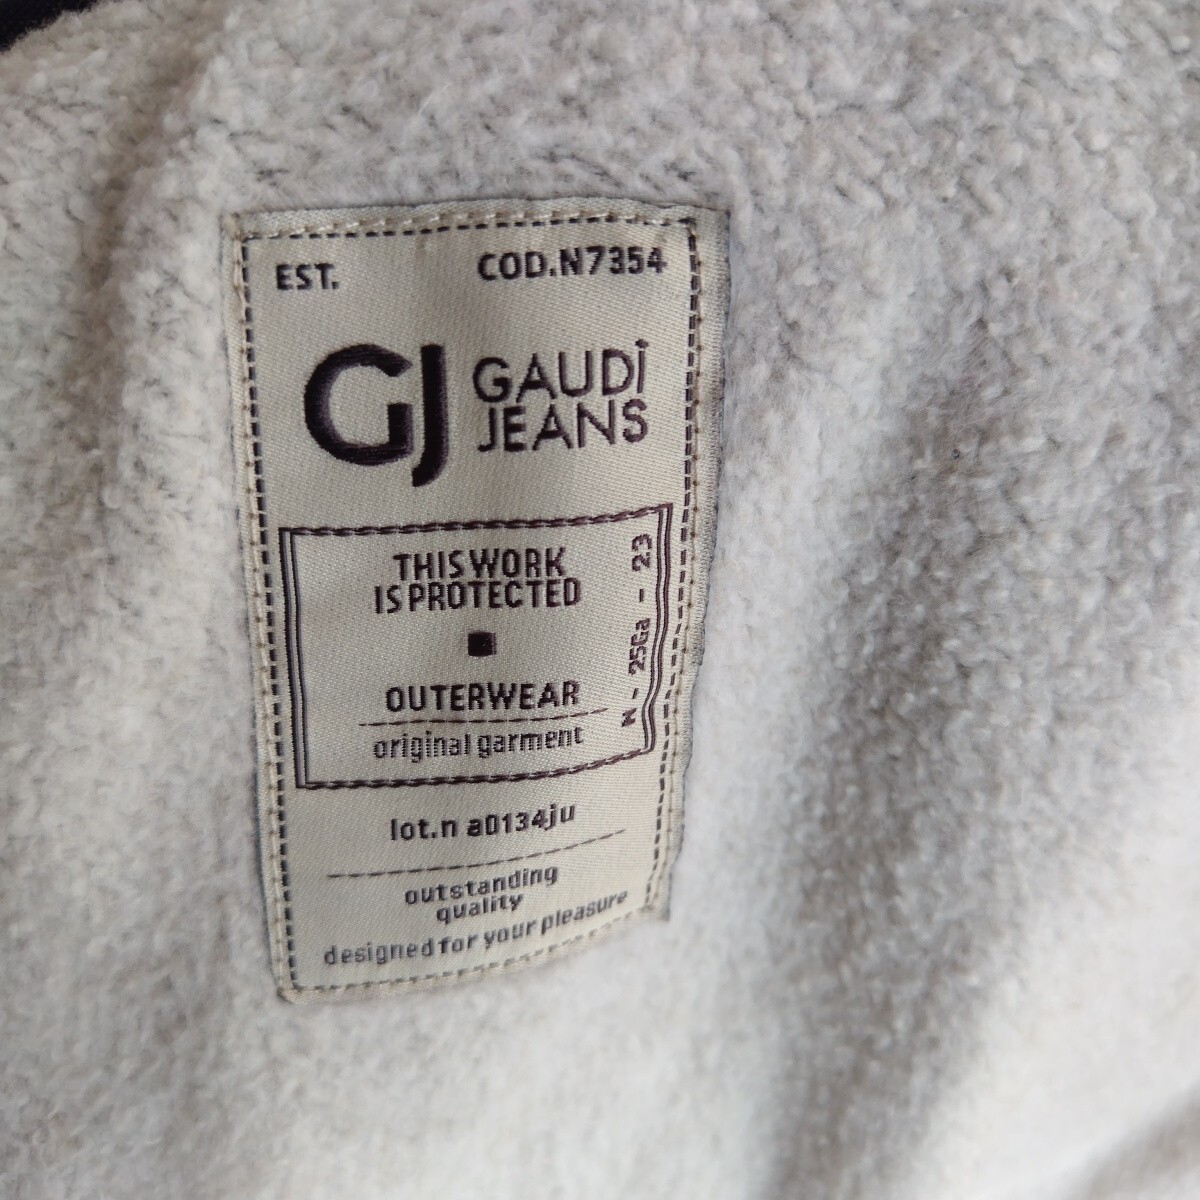 EST. COD.N7354
GJ GAUDI
JEANS
THIS WORK
IS PROTECTED
OUTERWEAR
original garment
N - 25Ga - 23
lot.n a0134ju
outstanding
quality
designed for your pleasure